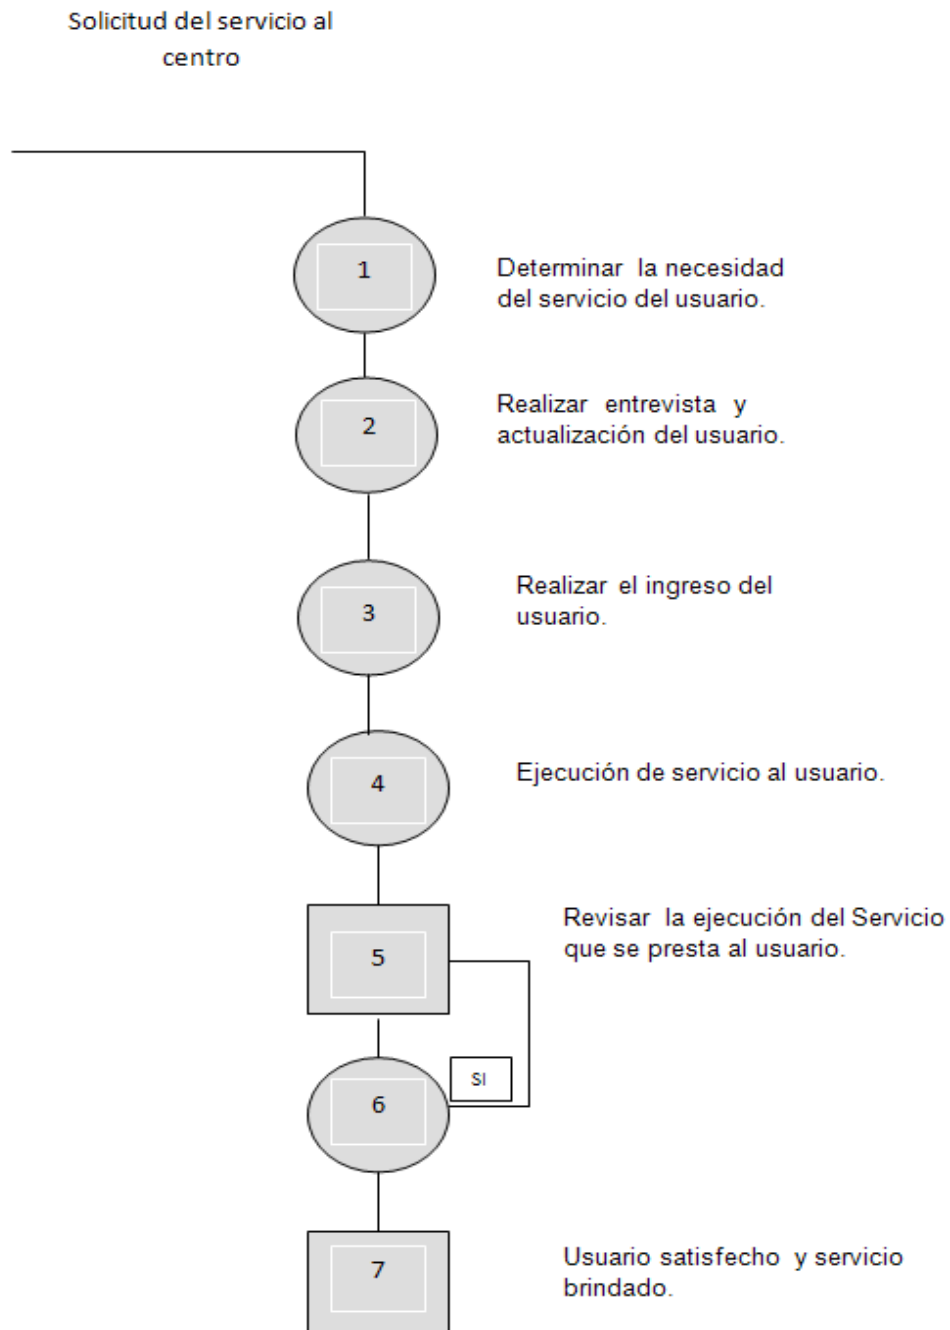 Solicitud del servicio al
centro
1
Determinar la necesidad
del servicio del usuario.
2
Realizar entrevista y
actualización del usuario.
3
Realizar el ingreso del
usuario.
4
Ejecución de servicio al usuario.
5
Revisar la ejecución del Servicio
que se presta al usuario.
SI
6
7
Usuario satisfecho y servicio
brindado.